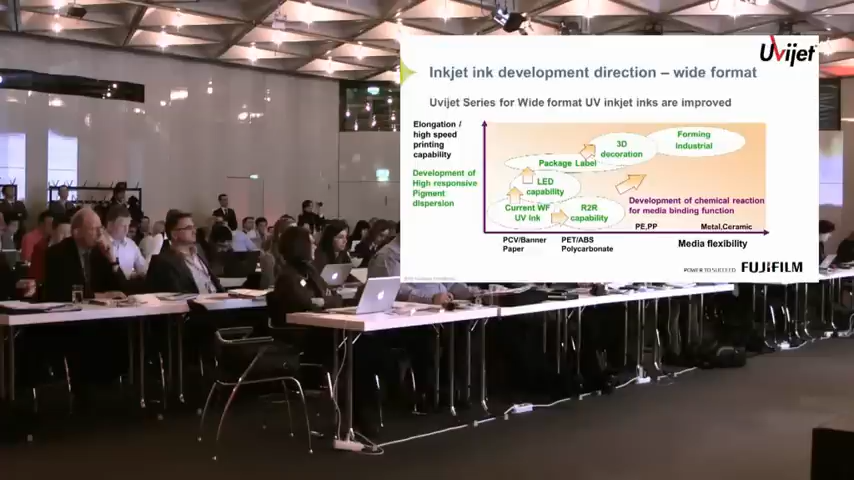 Uvijet
Inkjet ink development direction – wide format
Uvijet Series for Wide format UV inkjet inks are improved
Elongation /
high speed
printing
capability
Development of
High responsive
Pigment
dispersion
Forming
Industrial
3D
decoration
Package Label
LED
capability
Current WF
UV Ink
R2R
capability
Development of chemical reaction
for media binding function
PE,PP
Metal,Ceramic
PCV/Banner
Paper
PET/ABS
Polycarbonate
Media flexibility
POWER TO SUCCEED
FUJIFILM